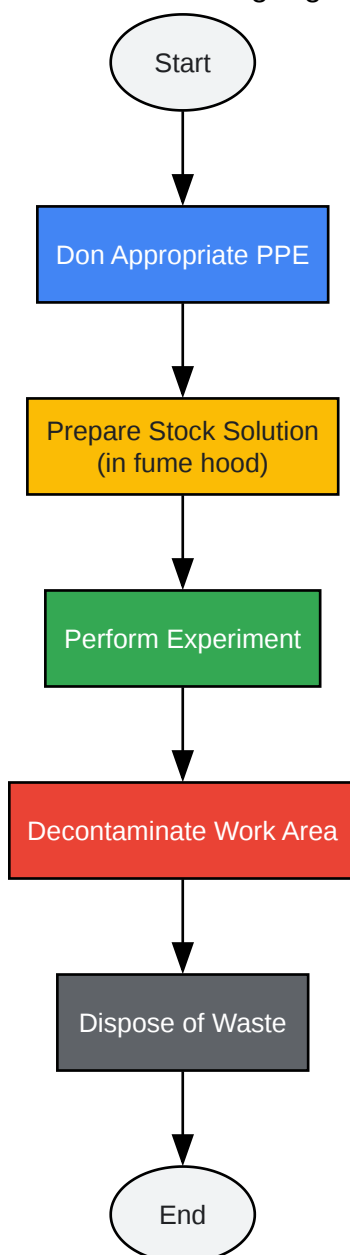 Start
Don Appropriate PPE
Prepare Stock Solution
(in fume hood)
Perform Experiment
Decontaminate Work Area
Dispose of Waste
End